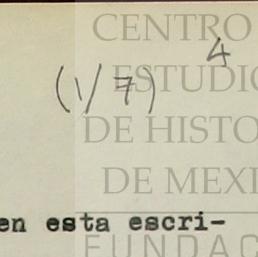 CENTRO
4
ESTUDIO
(1/7)
DE HISTO
DE MEXI
en esta escri-
FUNDAC